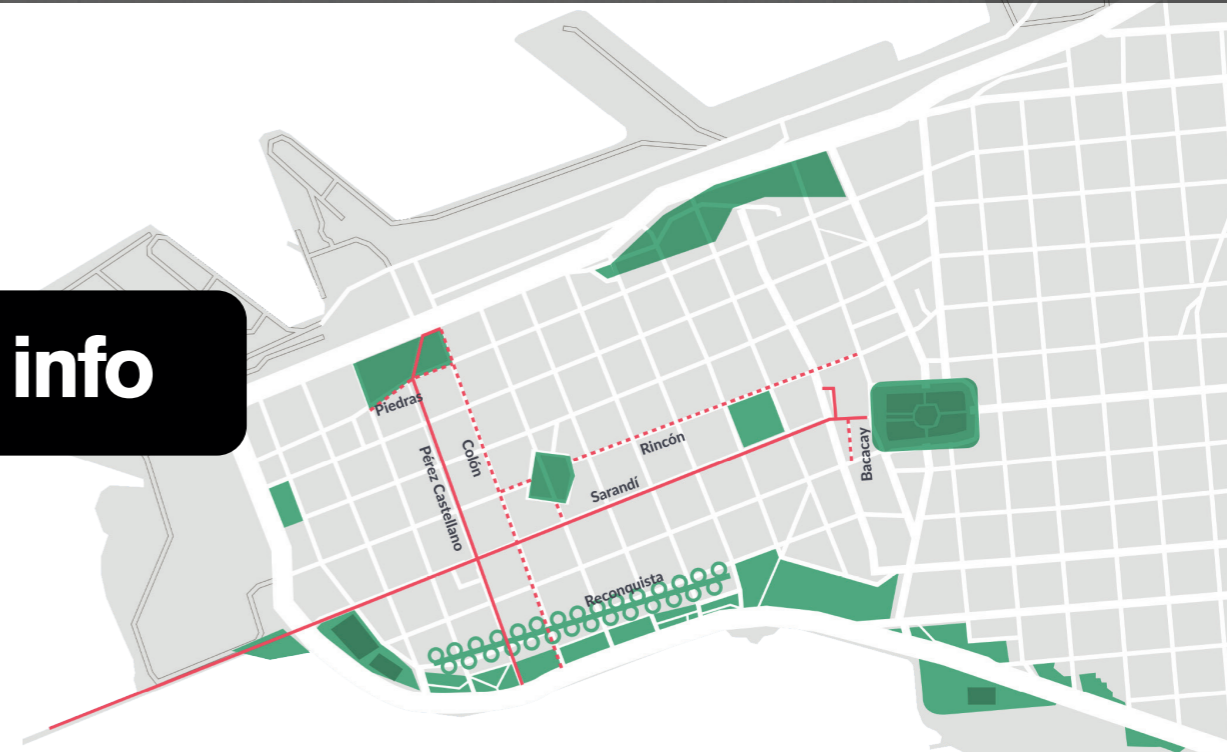 info
Piedras
Colón
Pérez Castellano
Rincón
Sarandí
Bacacay
Reconquista